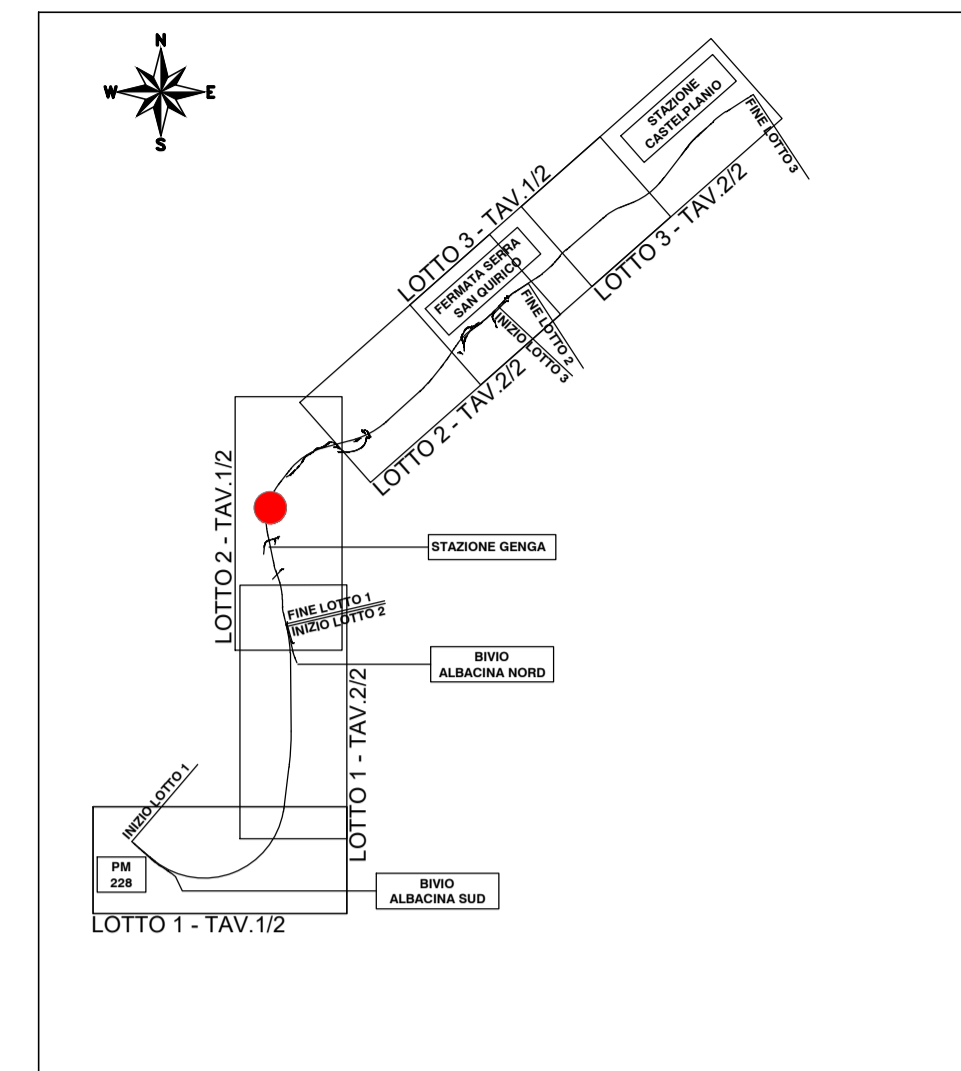 N
W E
S
STAZIONE
CASTELPLANIO
FINE LOTTO 3
LOTTO 3 - TAV.1/2
LOTTO 3 - TAV.2/2
FERMATA SERRA
SAN QUIRICO
FINE LOTTO 2
INIZIO LOTTO 3
LOTTO 2 - TAV.2/2
LOTTO 2 - TAV.1/2
STAZIONE GENGA
FINE LOTTO 1
INIZIO LOTTO 2
BIVIO
ALBACINA NORD
LOTTO 1 - TAV.2/2
INIZIO LOTTO 1
PM
228
BIVIO
ALBACINA SUD
LOTTO 1 - TAV.1/2